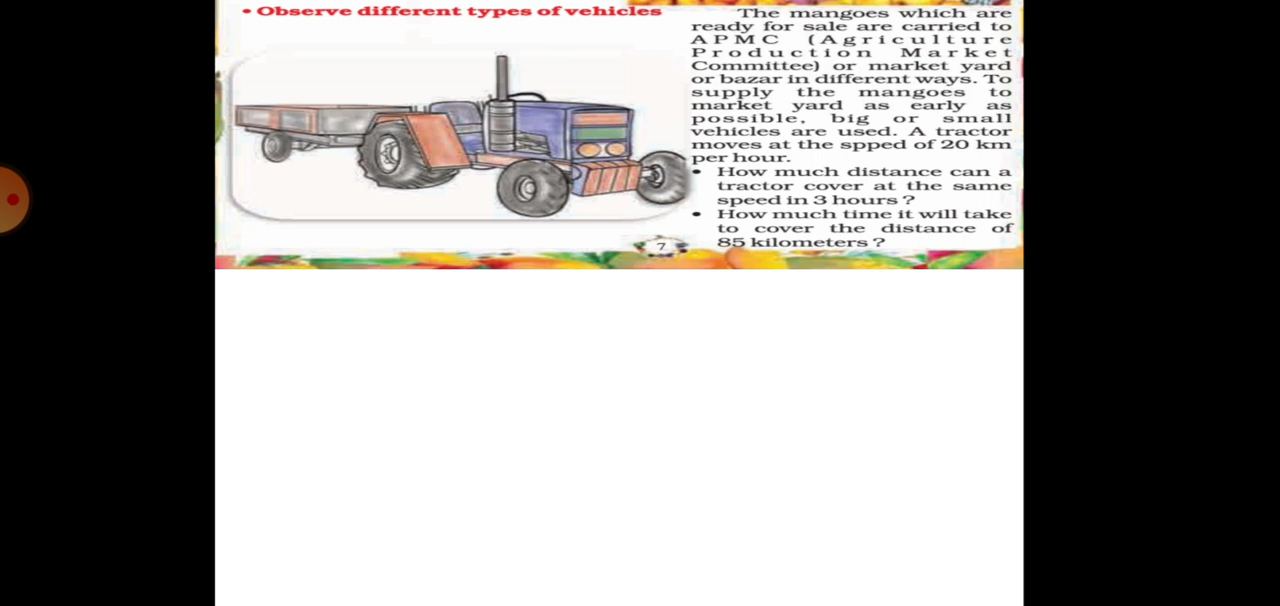 • Observe different types of vehicles
The mangoes which are
ready for sale are carried to
APMC (Agriculture
Production Market
Committee) or market yard
or bazar in different ways. To
supply the mangoes to
market yard as early as
possible, big or small
vehicles are used. A tractor
moves at the spped of 20 km
per hour.
• How much distance can a
tractor cover at the same
speed in 3 hours ?
• How much time it will take
to cover the distance of
85 kilometers ?
7